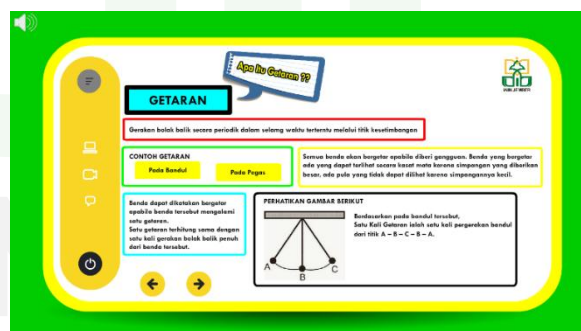 Apa Itu Getaran ??
GETARAN
Gerakan bolak balik secara periodik dalam selang waktu tertentu melalui titik kesetimbangan
CONTOH GETARAN
Pada Bandul
Pada Pegas
Semua benda akan bergetar apabila diberi gangguan. Benda yang bergetar
ada yang dapat terlihat secara kasat mata karena simpangan yang diberikan
besar, ada pula yang tidak dapat dilihat karena simpangannya kecil.
Benda dapat dikatakan bergetar
apabila benda tersebut mengalami
satu getaran.
Satu getaran terhitung sama dengan
satu kali gerakan bolak balik penuh
dari benda tersebut.
PERHATIKAN GAMBAR BERIKUT
Berdasarkan pada bandul tersebut,
Satu Kali Getaran ialah satu kali pergerakan bandul
dari titik A – B – C – B – A.
A
B
C